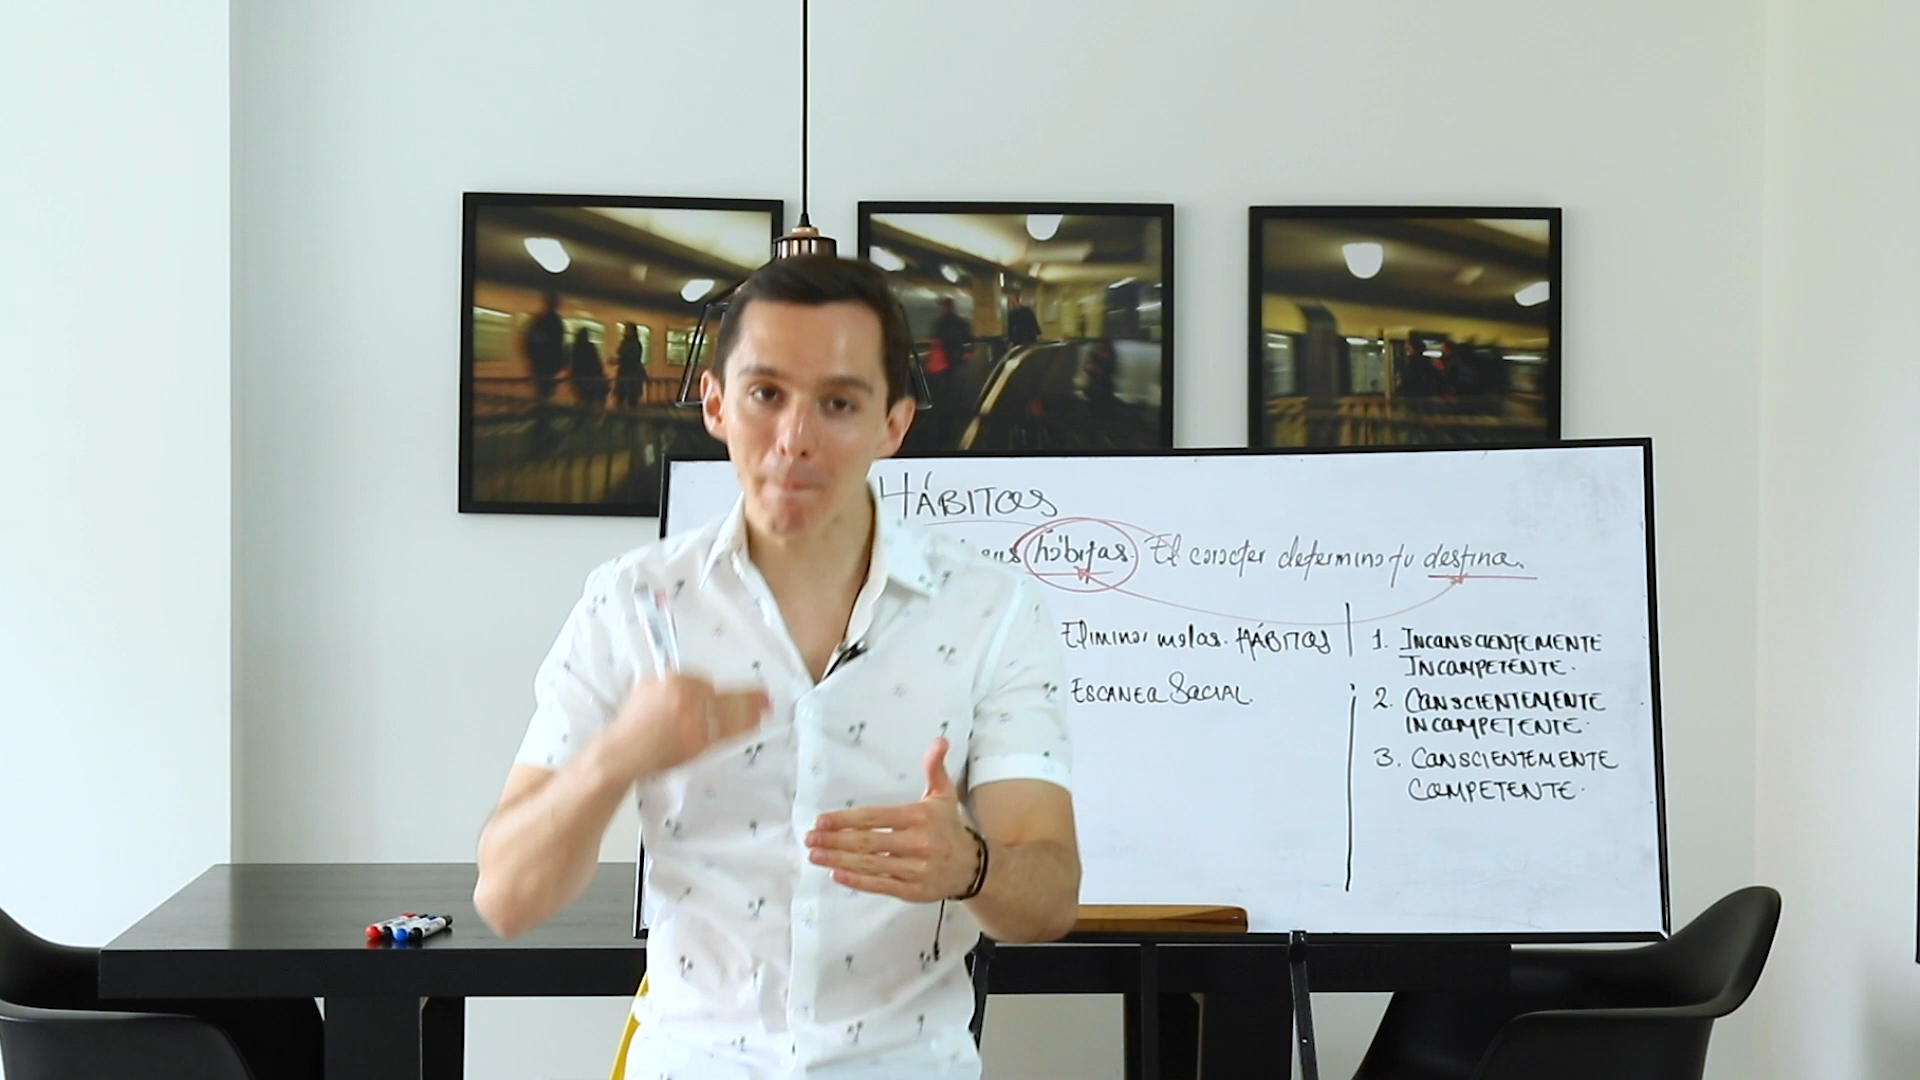 HÁBITOS
hábitos. El caracter determina tu destino.
Eliminar malos. HÁBITOS
ESCANEO SOCIAL.
1. INCONSCIENTEMENTE
INCOMPETENTE.
2. CONSCIENTEMENTE
INCOMPETENTE.
3. CONSCIENTEMENTE
COMPETENTE.